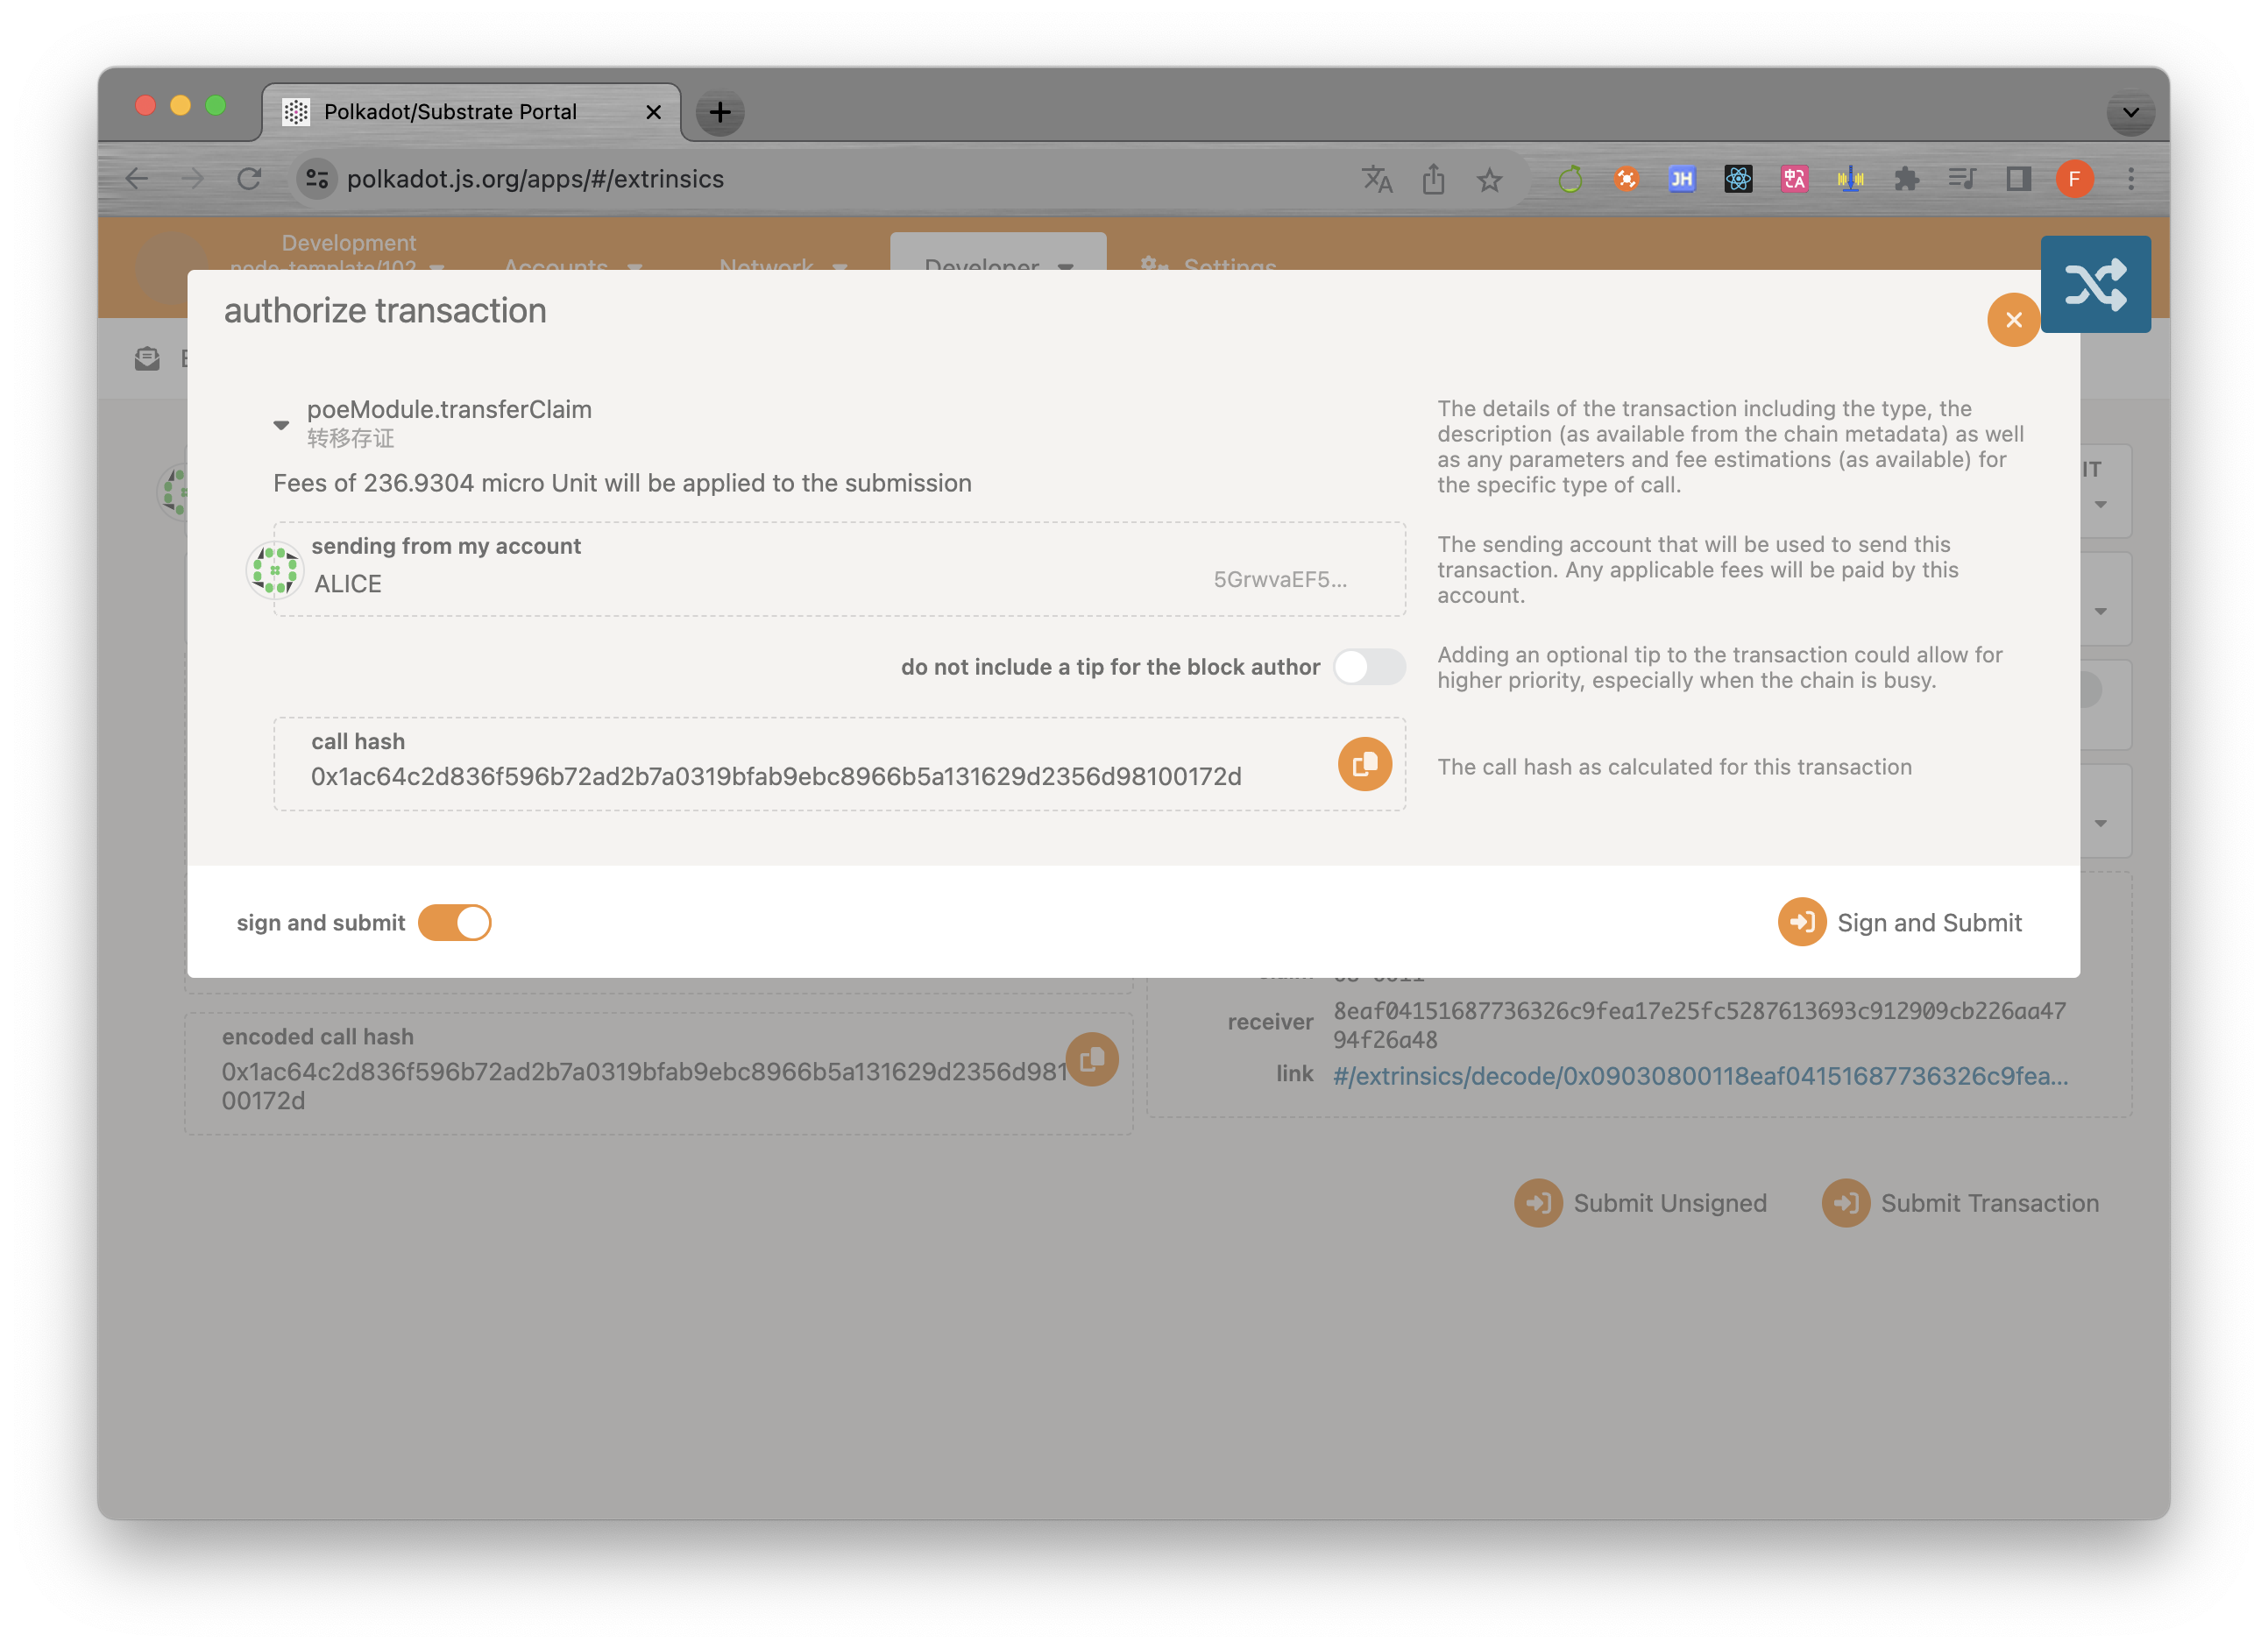 Polkadot/Substrate Portal
polkadot.js.org/apps/#/extrinsics
JH
F
Development
node-template/102
Accounts
Network
Developer
Settings
authorize transaction
poeModule.transferClaim
转移存证
Fees of 236.9304 micro Unit will be applied to the submission
The details of the transaction including the type, the
description (as available from the chain metadata) as well
as any parameters and fee estimations (as available) for
the specific type of call.
sending from my account
ALICE
5GrwvaEF5...
The sending account that will be used to send this
transaction. Any applicable fees will be paid by this
account.
do not include a tip for the block author
Adding an optional tip to the transaction could allow for
higher priority, especially when the chain is busy.
call hash
0x1ac64c2d836f596b72ad2b7a0319bfab9ebc8966b5a131629d2356d98100172d
The call hash as calculated for this transaction
sign and submit
Sign and Submit
receiver
8eaf04151687736326c9fea17e25fc5287613693c912909cb226aa47
94f26a48
link
#/extrinsics/decode/0x09030800118eaf04151687736326c9fea...
encoded call hash
0x1ac64c2d836f596b72ad2b7a0319bfab9ebc8966b5a131629d2356d981
00172d
Submit Unsigned
Submit Transaction